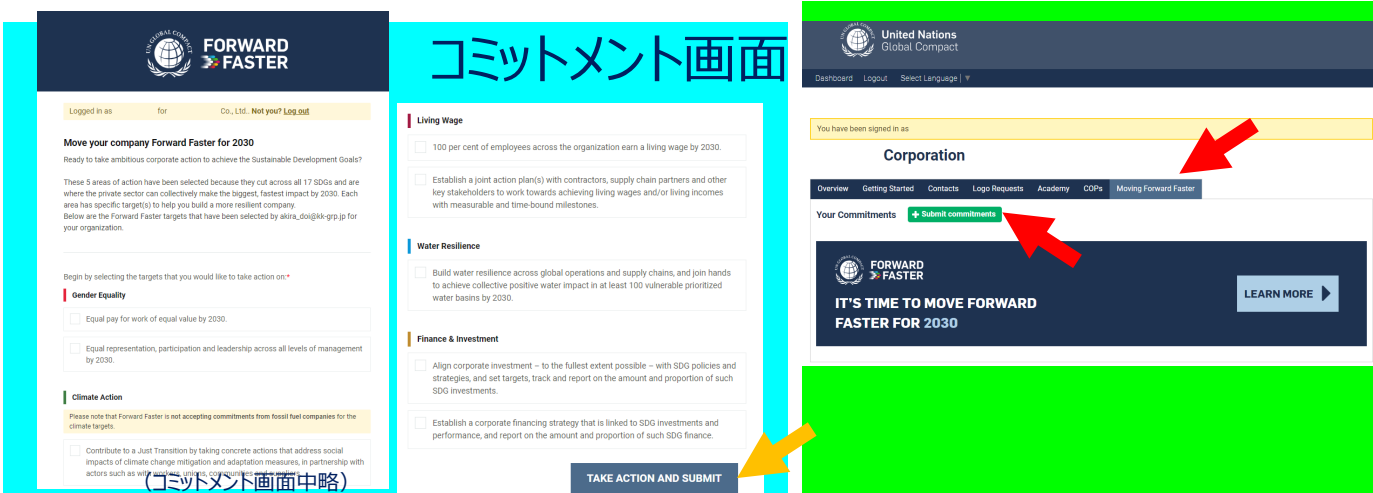 UN GLOBAL COMPACT
FORWARD
FASTER
Logged in as for Co., Ltd.. Not you? Log out
Move your company Forward Faster for 2030
Ready to take ambitious corporate action to achieve the Sustainable Development Goals?
These 5 areas of action have been selected because they cut across all 17 SDGs and are
where the private sector can collectively make the biggest, fastest impact by 2030. Each
area has specific target(s) to help you build a more resilient company.
Below are the Forward Faster targets that have been selected by akira_doi@kk-grp.jp for
your organization.
Begin by selecting the targets that you would like to take action on:*
Gender Equality
Equal pay for work of equal value by 2030.
Equal representation, participation and leadership across all levels of management
by 2030.
Climate Action
Please note that Forward Faster is not accepting commitments from fossil fuel companies for the
climate targets.
Contribute to a Just Transition by taking concrete actions that address social
impacts of climate change mitigation and adaptation measures, in partnership with
actors such as with workers, unions, communities and suppliers.
(コミットメント画面中略)
コミットメント画面
Living Wage
100 per cent of employees across the organization earn a living wage by 2030.
Establish a joint action plan(s) with contractors, supply chain partners and other
key stakeholders to work towards achieving living wages and/or living incomes
with measurable and time-bound milestones.
Water Resilience
Build water resilience across global operations and supply chains, and join hands
to achieve collective positive water impact in at least 100 vulnerable prioritized
water basins by 2030.
Finance & Investment
Align corporate investment – to the fullest extent possible – with SDG policies and
strategies, and set targets, track and report on the amount and proportion of such
SDG investments.
Establish a corporate financing strategy that is linked to SDG investments and
performance, and report on the amount and proportion of such SDG finance.
TAKE ACTION AND SUBMIT
United Nations
Global Compact
Dashboard Logout Select Language | ▼
You have been signed in as
Corporation
Overview Getting Started Contacts Logo Requests Academy COPs Moving Forward Faster
Your Commitments + Submit commitments
FORWARD
FASTER
IT'S TIME TO MOVE FORWARD
FASTER FOR 2030
LEARN MORE